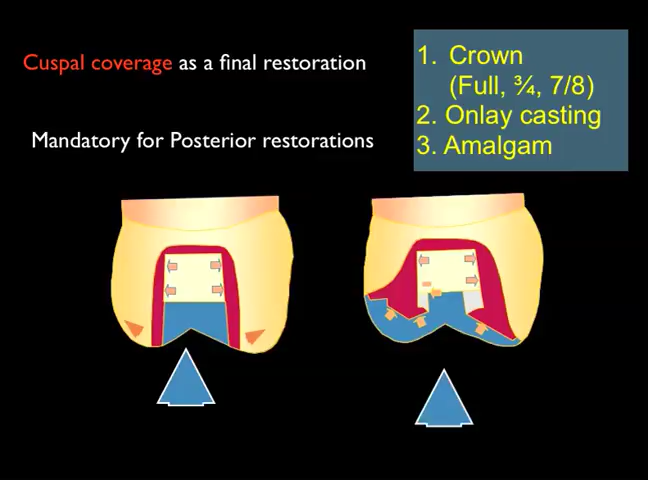 Cuspal coverage as a final restoration
Mandatory for Posterior restorations
1. Crown
(Full, ¾, 7/8)
2. Onlay casting
3. Amalgam